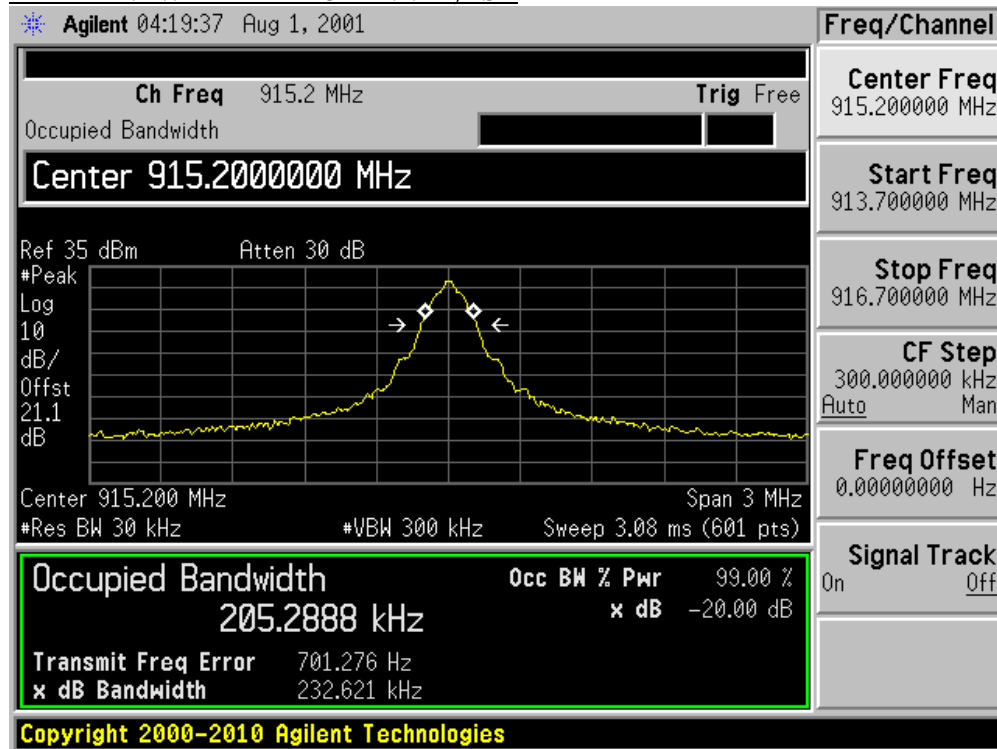 Agilent 04:19:37 Aug 1, 2001
Freq/Channel
Ch Freq 915.2 MHz Trig Free
Occupied Bandwidth
Center 915.2000000 MHz
Ref 35 dBm Atten 30 dB
#Peak
Log
10
dB/
Offst
21.1
dB
Center 915.200 MHz Span 3 MHz
#Res BW 30 kHz #VBW 300 kHz Sweep 3.08 ms (601 pts)
Occupied Bandwidth Occ BW % Pwr 99.00 %
205.2888 kHz x dB -20.00 dB
Transmit Freq Error 701.276 Hz
x dB Bandwidth 232.621 kHz
Center Freq
915.200000 MHz
Start Freq
913.700000 MHz
Stop Freq
916.700000 MHz
CF Step
300.000000 kHz
Auto Man
Freq Offset
0.00000000 Hz
Signal Track
On Off
Copyright 2000-2010 Agilent Technologies